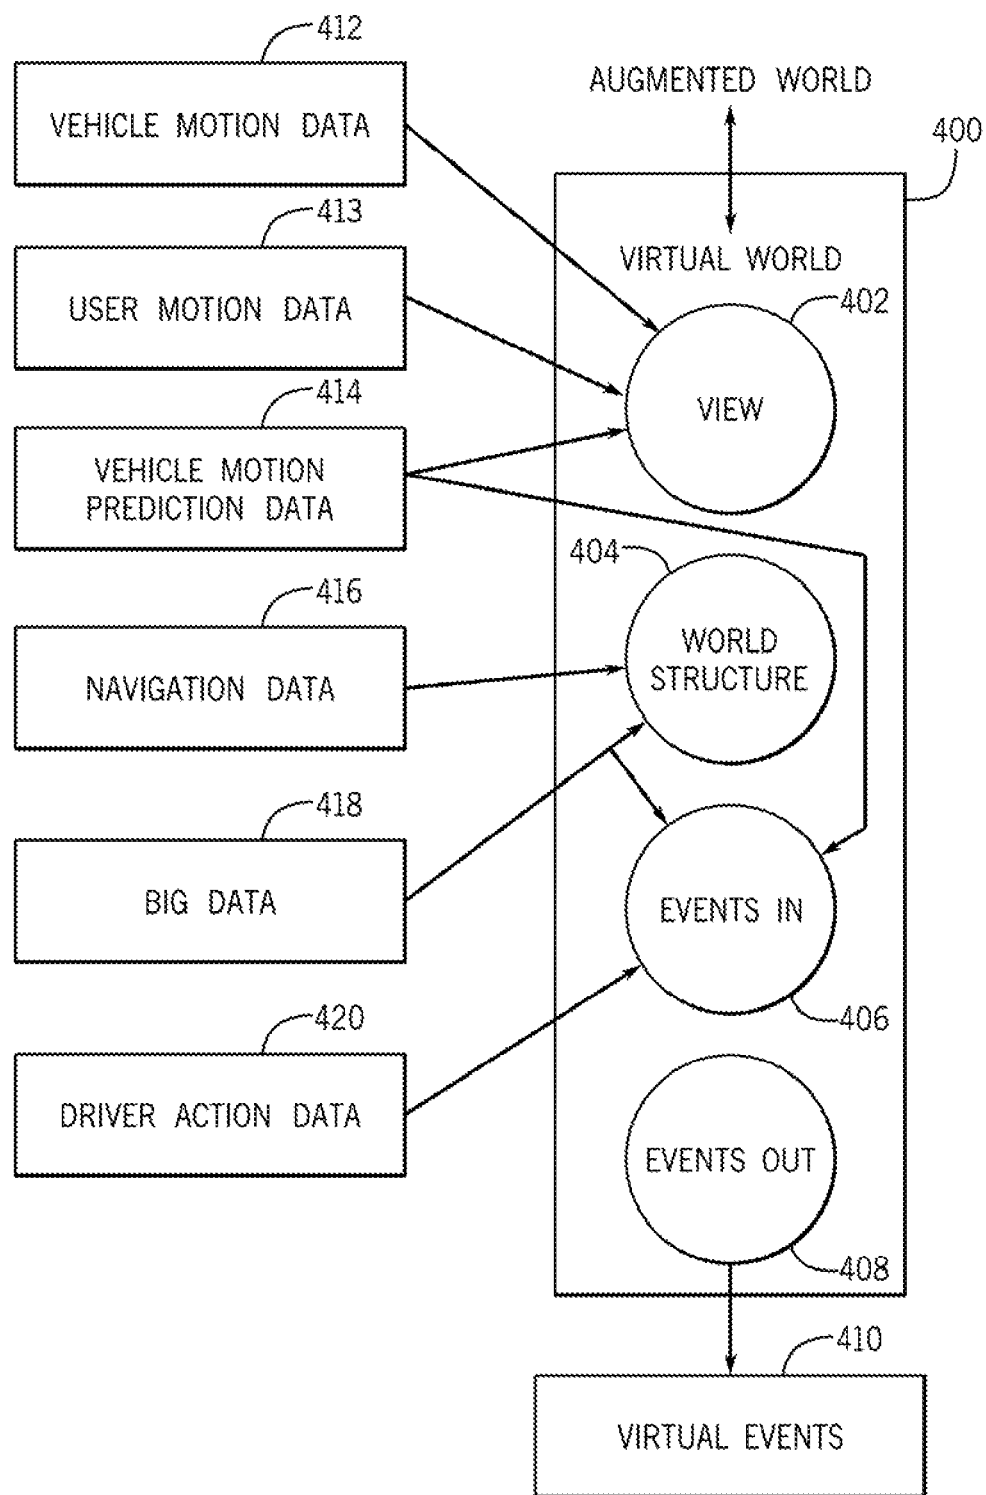 412
VEHICLE MOTION DATA
413
USER MOTION DATA
414
VEHICLE MOTION
PREDICTION DATA
416
NAVIGATION DATA
418
BIG DATA
420
DRIVER ACTION DATA
AUGMENTED WORLD
400
VIRTUAL WORLD
402
VIEW
404
WORLD
STRUCTURE
EVENTS IN
406
EVENTS OUT
408
410
VIRTUAL EVENTS